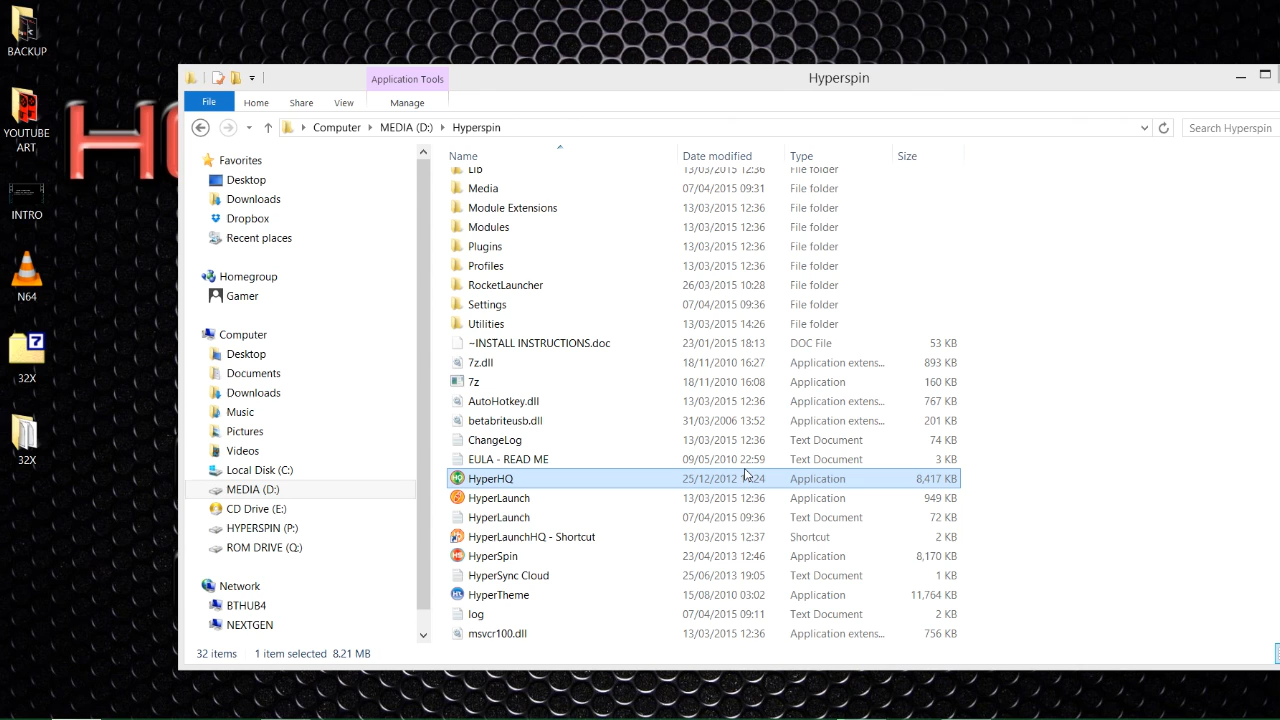 BACKUP
YOUTUBE
ART
INTRO
N64
7
32X
32X
H
Application Tools
Hyperspin
File Home Share View Manage
Computer MEDIA (D:) Hyperspin
Search Hyperspin
Favorites
Desktop
Downloads
Dropbox
Recent places
Homegroup
Gamer
Computer
Desktop
Documents
Downloads
Music
Pictures
Videos
Local Disk (C:)
MEDIA (D:)
CD Drive (E:)
HYPERSPIN (P:)
ROM DRIVE (Q:)
Network
BTHUB4
NEXTGEN
Name Date modified Type Size
Lib 13/03/2015 12:36 File folder
Media 07/04/2015 09:31 File folder
Module Extensions 13/03/2015 12:36 File folder
Modules 13/03/2015 12:36 File folder
Plugins 13/03/2015 12:36 File folder
Profiles 13/03/2015 12:36 File folder
RocketLauncher 26/03/2015 10:28 File folder
Settings 07/04/2015 09:36 File folder
Utilities 13/03/2015 14:26 File folder
~INSTALL INSTRUCTIONS.doc 23/01/2015 18:13 DOC File 53 KB
7z.dll 18/11/2010 16:27 Application extens... 893 KB
7z 18/11/2010 16:08 Application 160 KB
AutoHotkey.dll 13/03/2015 12:36 Application extens... 767 KB
betabriteusb.dll 31/03/2006 13:52 Application extens... 201 KB
ChangeLog 13/03/2015 12:36 Text Document 74 KB
EULA - READ ME 09/05/2010 22:59 Text Document 3 KB
HyperHQ 25/12/2012 Application 8,417 KB
HyperLaunch 13/03/2015 12:36 Application 949 KB
HyperLaunch 07/04/2015 09:36 Text Document 72 KB
HyperLaunchHQ - Shortcut 13/03/2015 12:37 Shortcut 2 KB
HyperSpin 23/04/2013 12:46 Application 8,170 KB
HyperSync Cloud 25/06/2013 19:05 Text Document 1 KB
HyperTheme 15/08/2010 03:02 Application 11,764 KB
log 07/04/2015 09:11 Text Document 2 KB
msvcr100.dll 13/03/2015 12:36 Application extens... 756 KB
32 items 1 item selected 8.21 MB